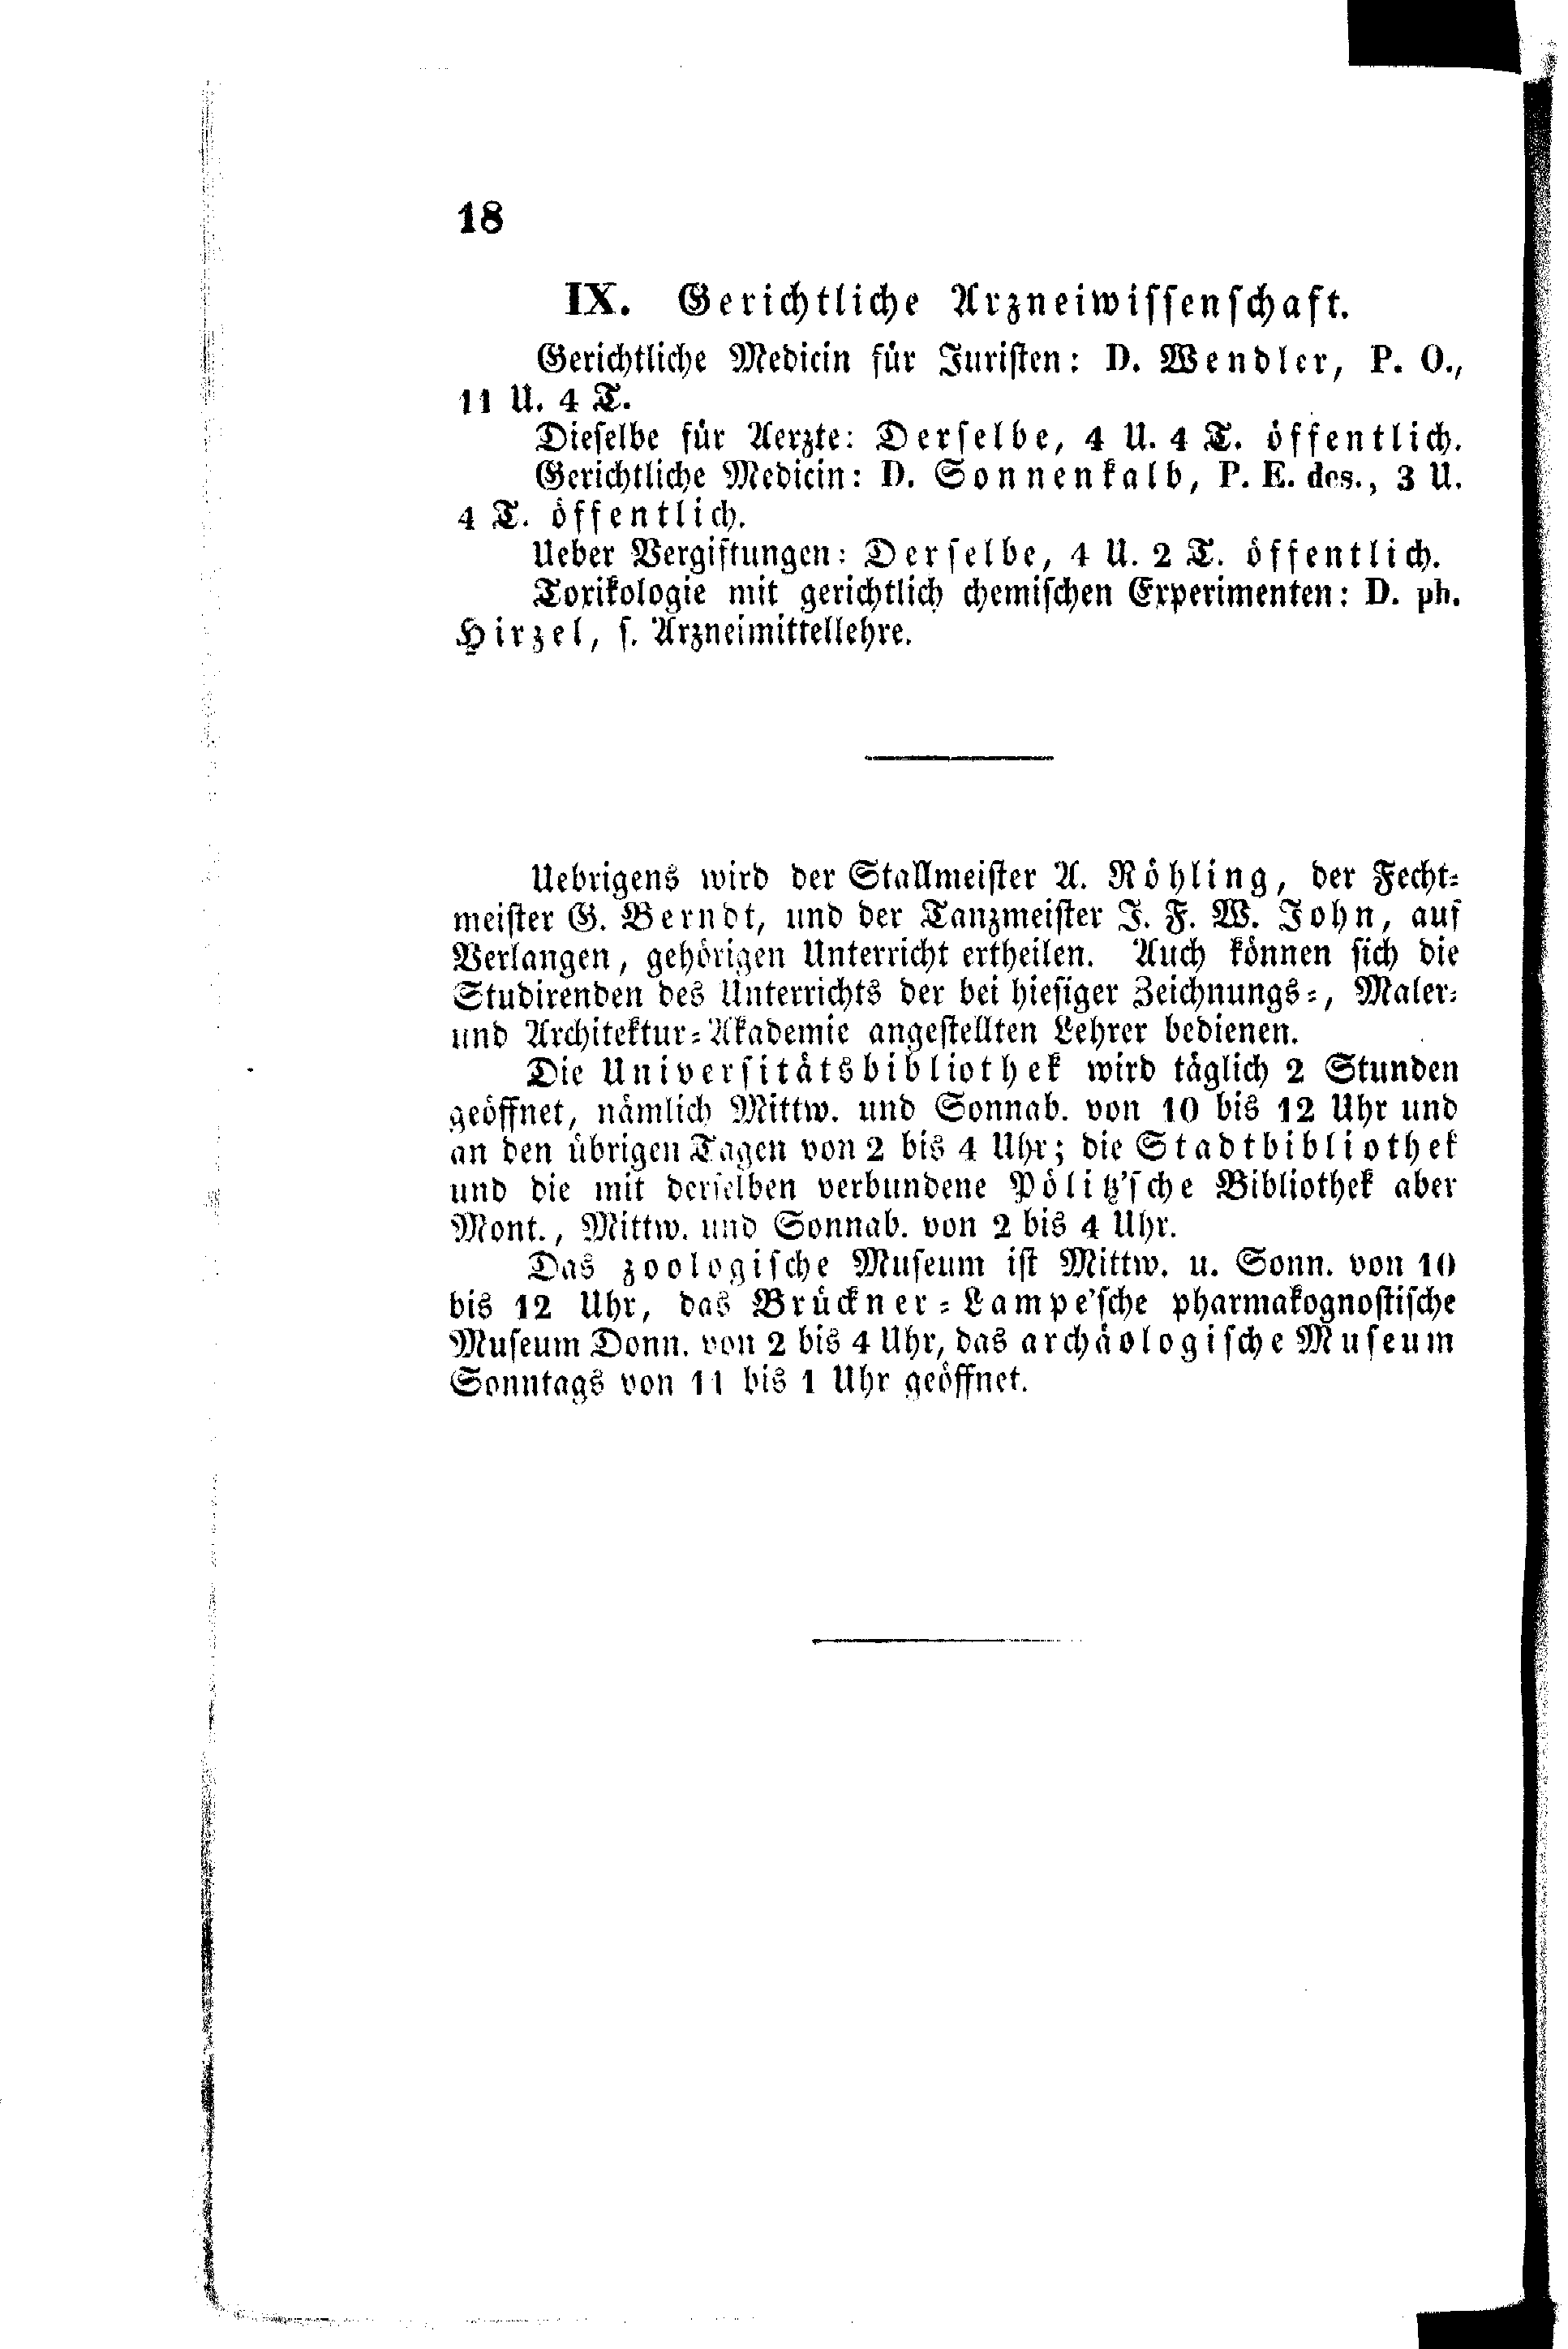 18
IX. Gerichtliche Arzneiwissenschaft.
Gerichtliche Medicin für Juristen: D. Wendler, P. O.,
11 U. 4 T.
Dieselbe für Aerzte: Derselbe, 4 U. 4 T. öffentlich.
Gerichtliche Medicin: D. Sonnenkalb, P. E. des., 3 U.
4 T. öffentlich.
Ueber Vergiftungen: Derselbe, 4 U. 2 T. öffentlich.
Toxikologie mit gerichtlich chemischen Experimenten: D. ph.
Hirzel, s. Arzneimittellehre.
Uebrigens wird der Stallmeister A. Röhling, der Fecht-
meister G. Berndt, und der Tanzmeister J. F. W. John, auf
Verlangen, gehörigen Unterricht ertheilen. Auch können sich die
Studirenden des Unterrichts der bei hiesiger Zeichnungs-, Maler-
und Architektur-Akademie angestellten Lehrer bedienen.
Die Universitätsbibliothek wird täglich 2 Stunden
geöffnet, nämlich Mittw. und Sonnab. von 10 bis 12 Uhr und
an den übrigen Tagen von 2 bis 4 Uhr; die Stadtbibliothek
und die mit derselben verbundene Pölitz'sche Bibliothek aber
Mont., Mittw. und Sonnab. von 2 bis 4 Uhr.
Das zoologische Museum ist Mittw. u. Sonn. von 10
bis 12 Uhr, das Brückner-Lampe'sche pharmakognostische
Museum Donn. von 2 bis 4 Uhr, das archäologische Museum
Sonntags von 11 bis 1 Uhr geöffnet.